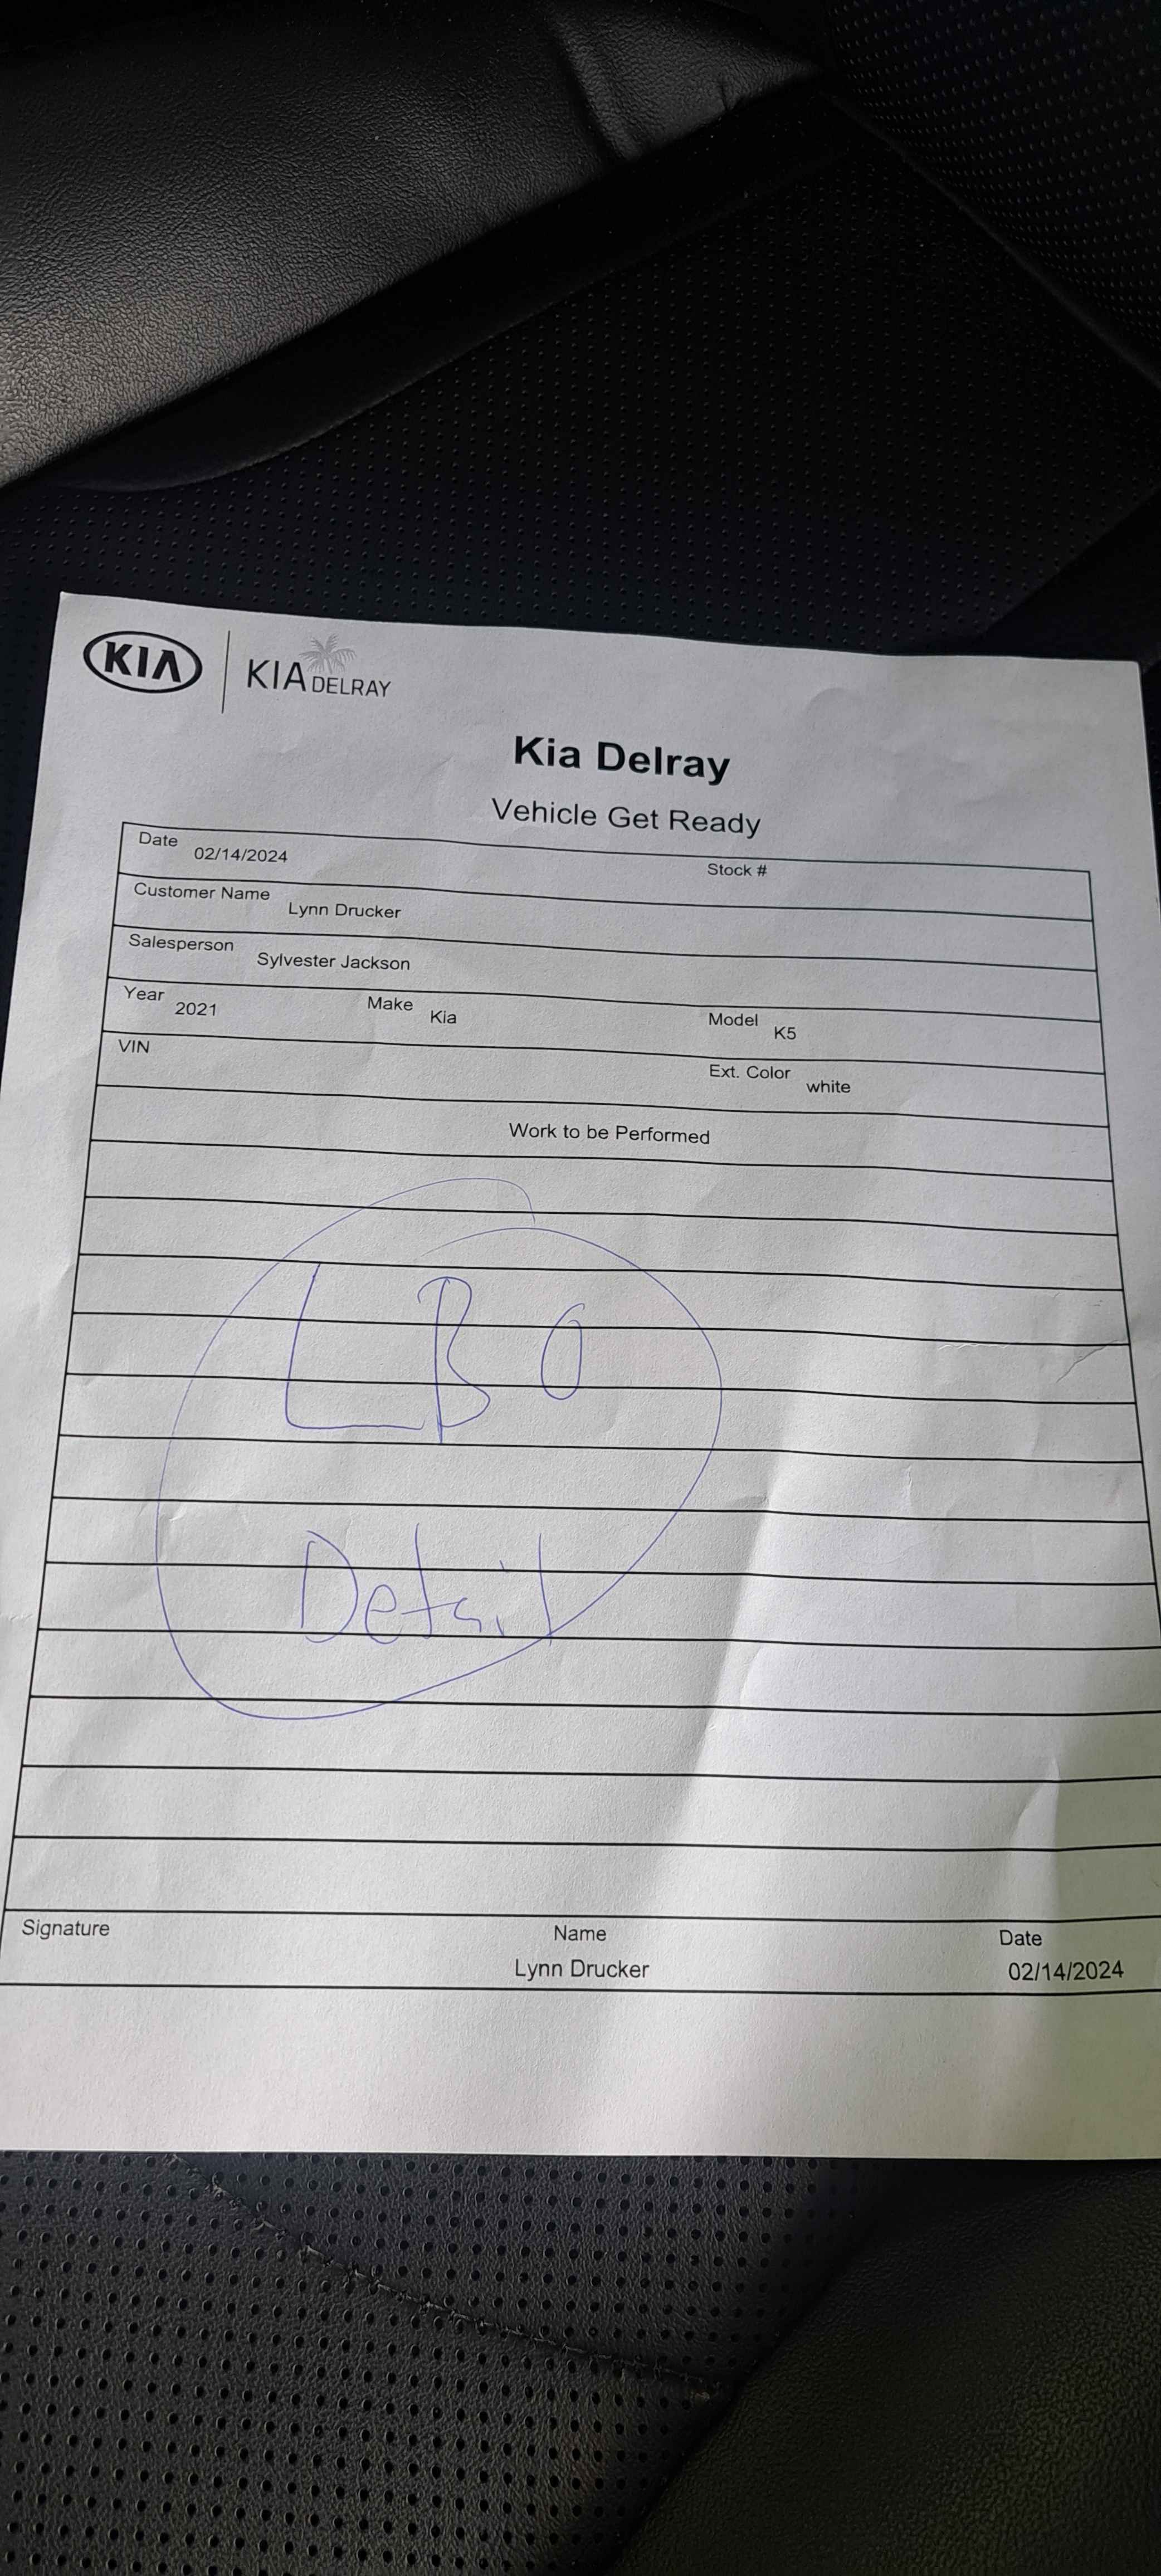 KIA KIA DELRAY
Kia Delray
Vehicle Get Ready
Date 02/14/2024 Stock #
Customer Name Lynn Drucker
Salesperson Sylvester Jackson
Year 2021 Make Kia Model K5
VIN Ext. Color white
Work to be Performed
LBO
Detail
Signature Name Date
Lynn Drucker 02/14/2024